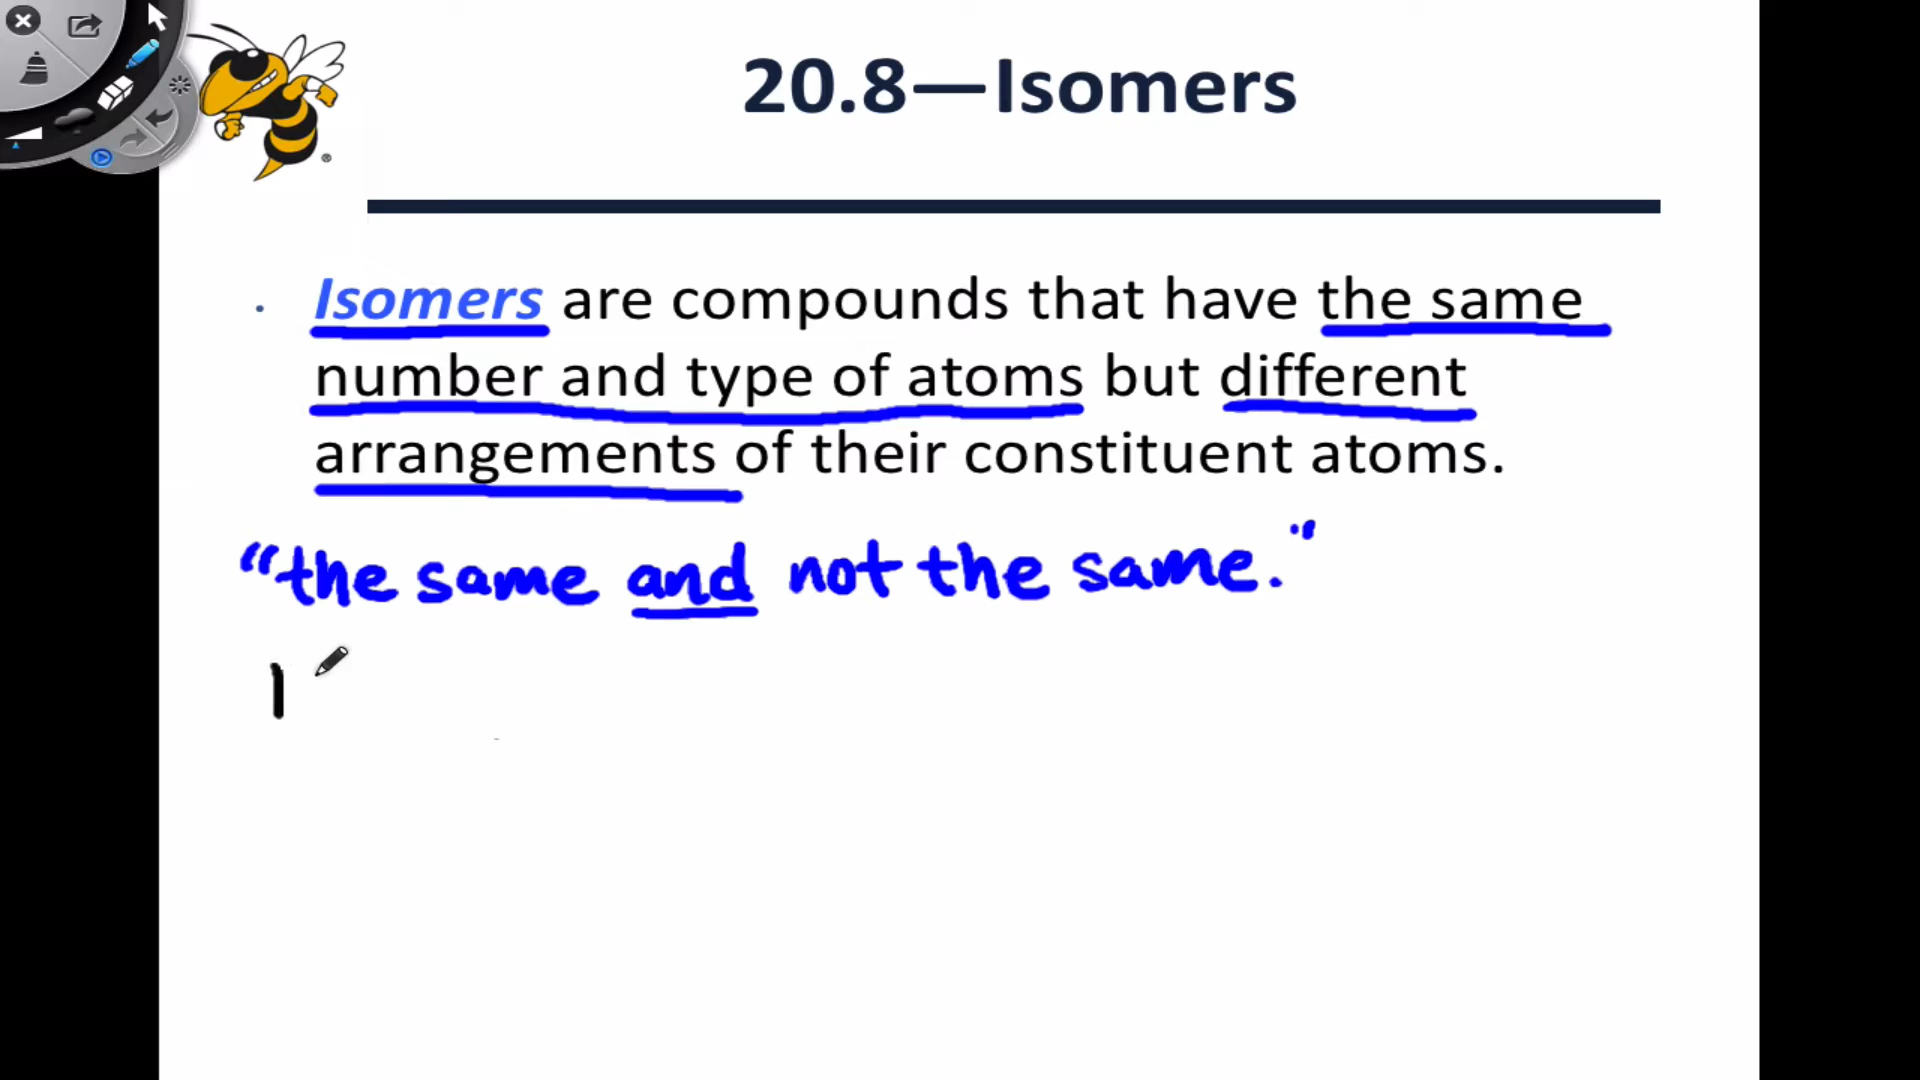 20.8—Isomers
· Isomers are compounds that have the same
number and type of atoms but different
arrangements of their constituent atoms.
“the same and not the same.”